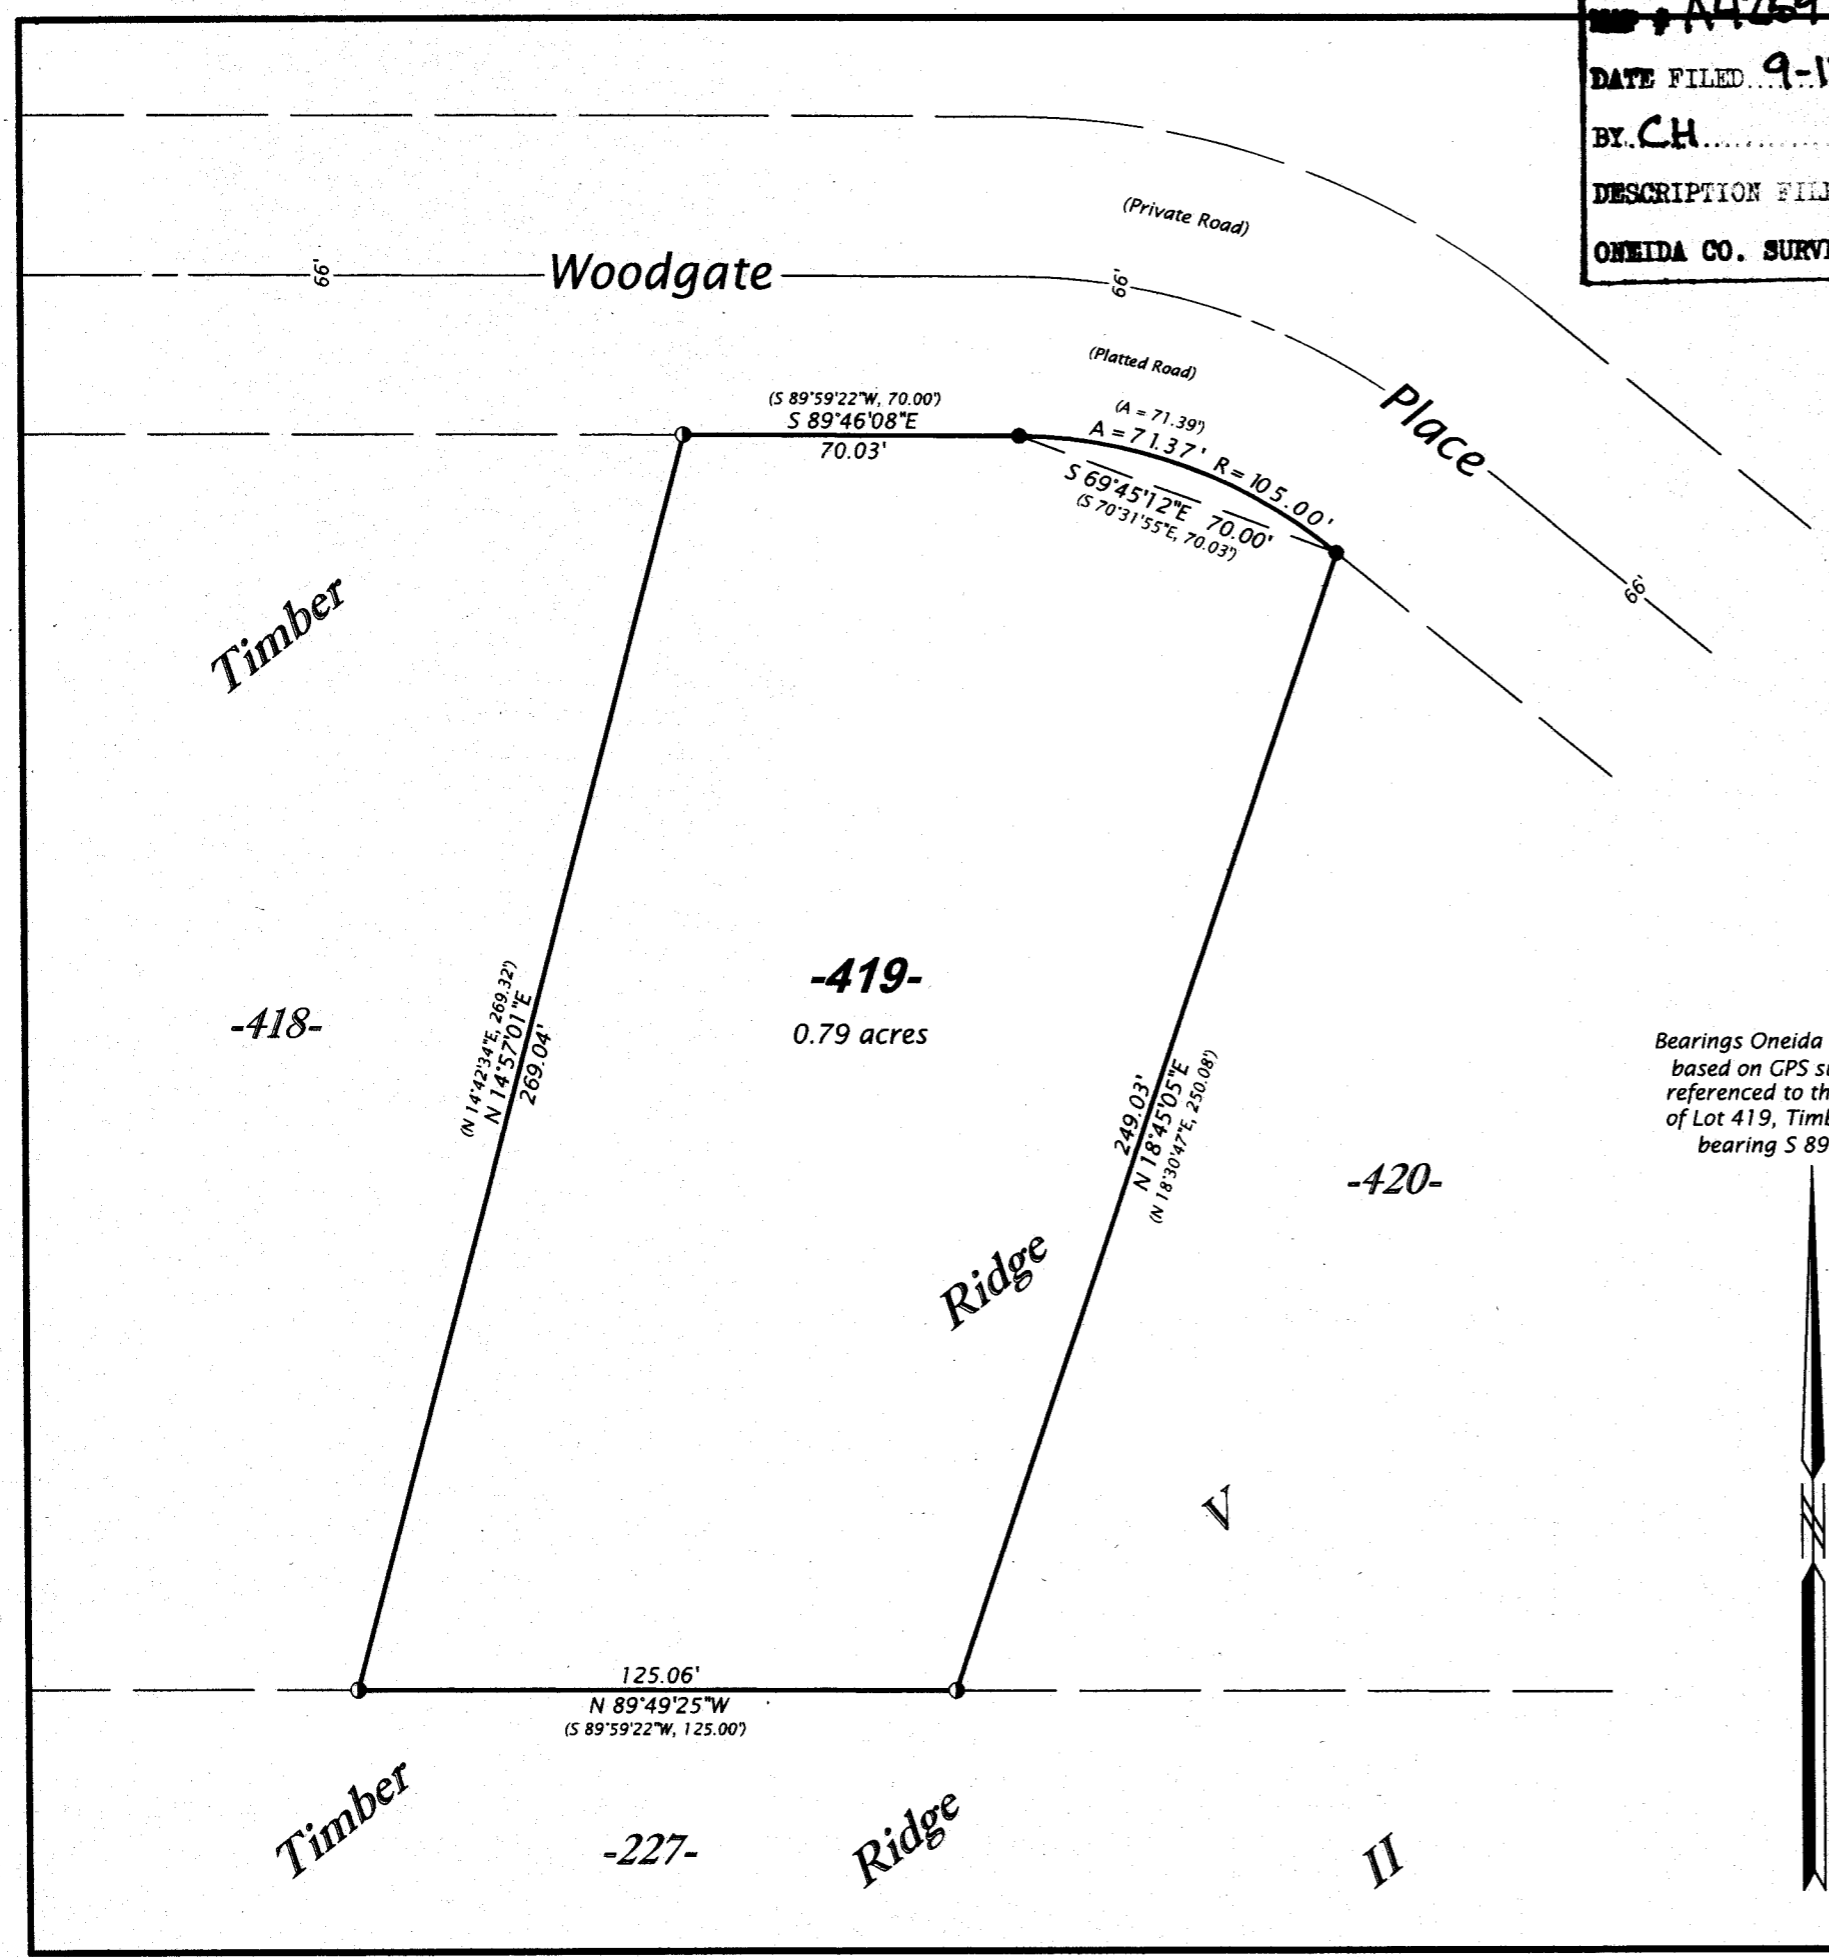 # A4259
DATE FILED 9-1
BY CH
DESCRIPTION FILE
ONEIDA CO. SURVE
(Private Road)
66'
Woodgate
66'
(Platted Road)
Place
66'
(S 89°59'22"W, 70.00')
S 89°46'08"E
70.03'
(A = 71.39')
A = 71.37' R = 105.00'
S 69°45'12"E 70.00'
(S 70°31'55"E, 70.03')
Timber
-418-
(N 14°42'34"E, 269.32')
N 14°57'01"E
269.04'
-419-
0.79 acres
249.03'
N 18°45'05"E
(N 18°30'47"E, 250.08')
-420-
Bearings Oneida
based on GPS su
referenced to th
of Lot 419, Timb
bearing S 89
Ridge
V
125.06'
N 89°49'25"W
(S 89°59'22"W, 125.00')
Timber
-227-
Ridge
II